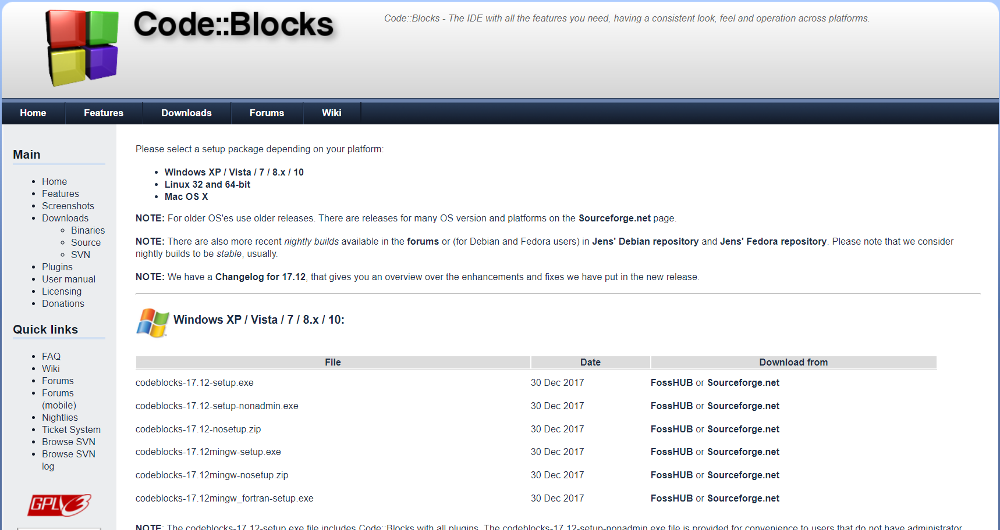 Code::Blocks
Code::Blocks - The IDE with all the features you need, having a consistent look, feel and operation across platforms.
Home Features Downloads Forums Wiki
Main
Home
Features
Screenshots
Downloads
Binaries
Source
SVN
Plugins
User manual
Licensing
Donations
Quick links
FAQ
Wiki
Forums
Forums
(mobile)
Nightlies
Ticket System
Browse SVN
Browse SVN
log
GPLv3
Please select a setup package depending on your platform:
Windows XP / Vista / 7 / 8.x / 10
Linux 32 and 64-bit
Mac OS X
NOTE: For older OS'es use older releases. There are releases for many OS version and platforms on the Sourceforge.net page.
NOTE: There are also more recent nightly builds available in the forums or (for Debian and Fedora users) in Jens' Debian repository and Jens' Fedora repository. Please note that we consider
nightly builds to be stable, usually.
NOTE: We have a Changelog for 17.12, that gives you an overview over the enhancements and fixes we have put in the new release.
Windows XP / Vista / 7 / 8.x / 10:
File Date Download from
codeblocks-17.12-setup.exe 30 Dec 2017 FossHUB or Sourceforge.net
codeblocks-17.12-setup-nonadmin.exe 30 Dec 2017 FossHUB or Sourceforge.net
codeblocks-17.12-nosetup.zip 30 Dec 2017 FossHUB or Sourceforge.net
codeblocks-17.12mingw-setup.exe 30 Dec 2017 FossHUB or Sourceforge.net
codeblocks-17.12mingw-nosetup.zip 30 Dec 2017 FossHUB or Sourceforge.net
codeblocks-17.12mingw_fortran-setup.exe 30 Dec 2017 FossHUB or Sourceforge.net
NOTE: The codeblocks-17.12-setup.exe file includes Code::Blocks with all plugins. The codeblocks-17.12-setup-nonadmin.exe file is provided for convenience to users that do not have administrator